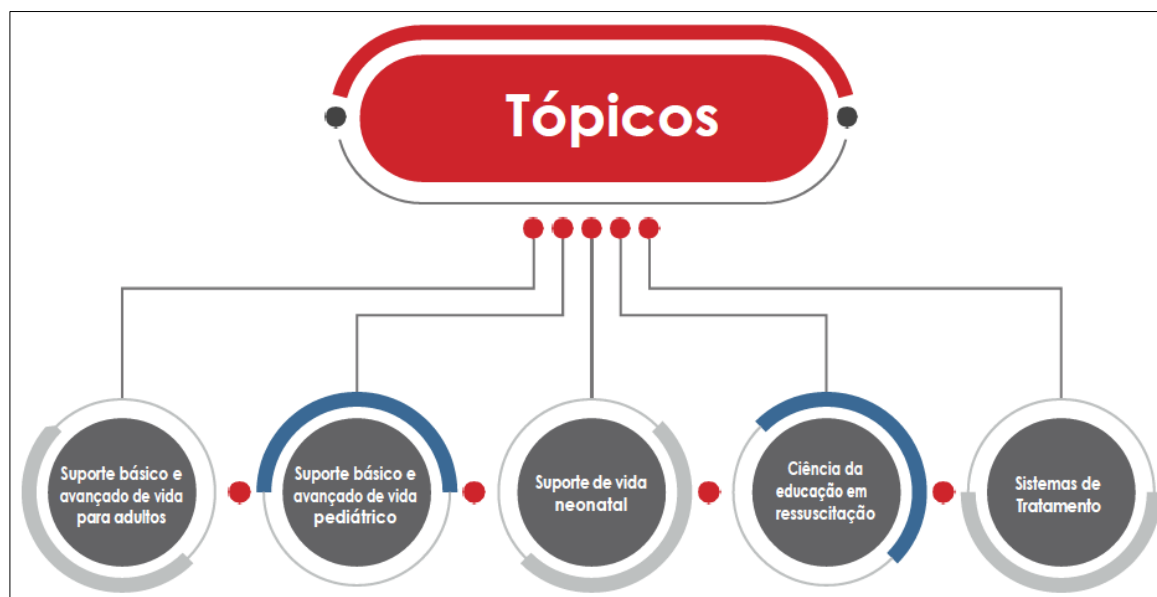 Tópicos
Suporte básico e
avançado de vida
para adultos
Suporte básico e
avançado de vida
pediátrico
Suporte de vida
neonatal
Ciência da
educação em
ressuscitação
Sistemas de
Tratamento